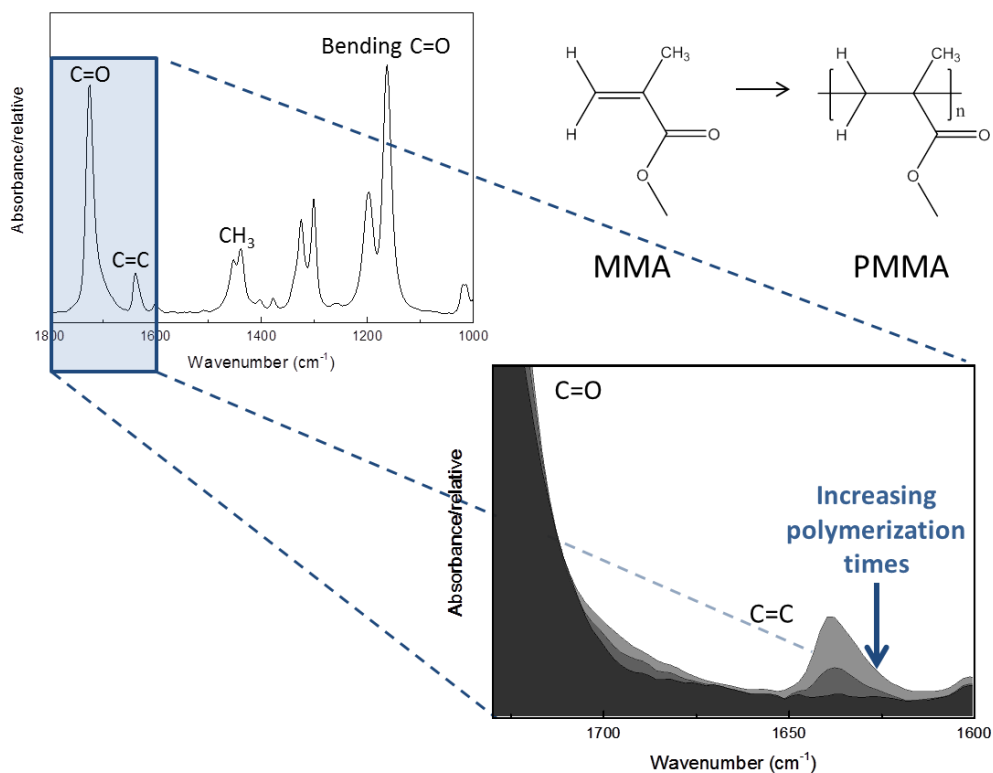 Bending C=O
C=O
C=C
CH₃
Absorbance/relative
1800
1600
1400
1200
1000
Wavenumber (cm⁻¹)
H
CH₃
H
O
O
MMA
H
CH₃
n
H
O
O
PMMA
C=O
Increasing
polymerization
times
C=C
Absorbance/relative
1700
1650
1600
Wavenumber (cm⁻¹)